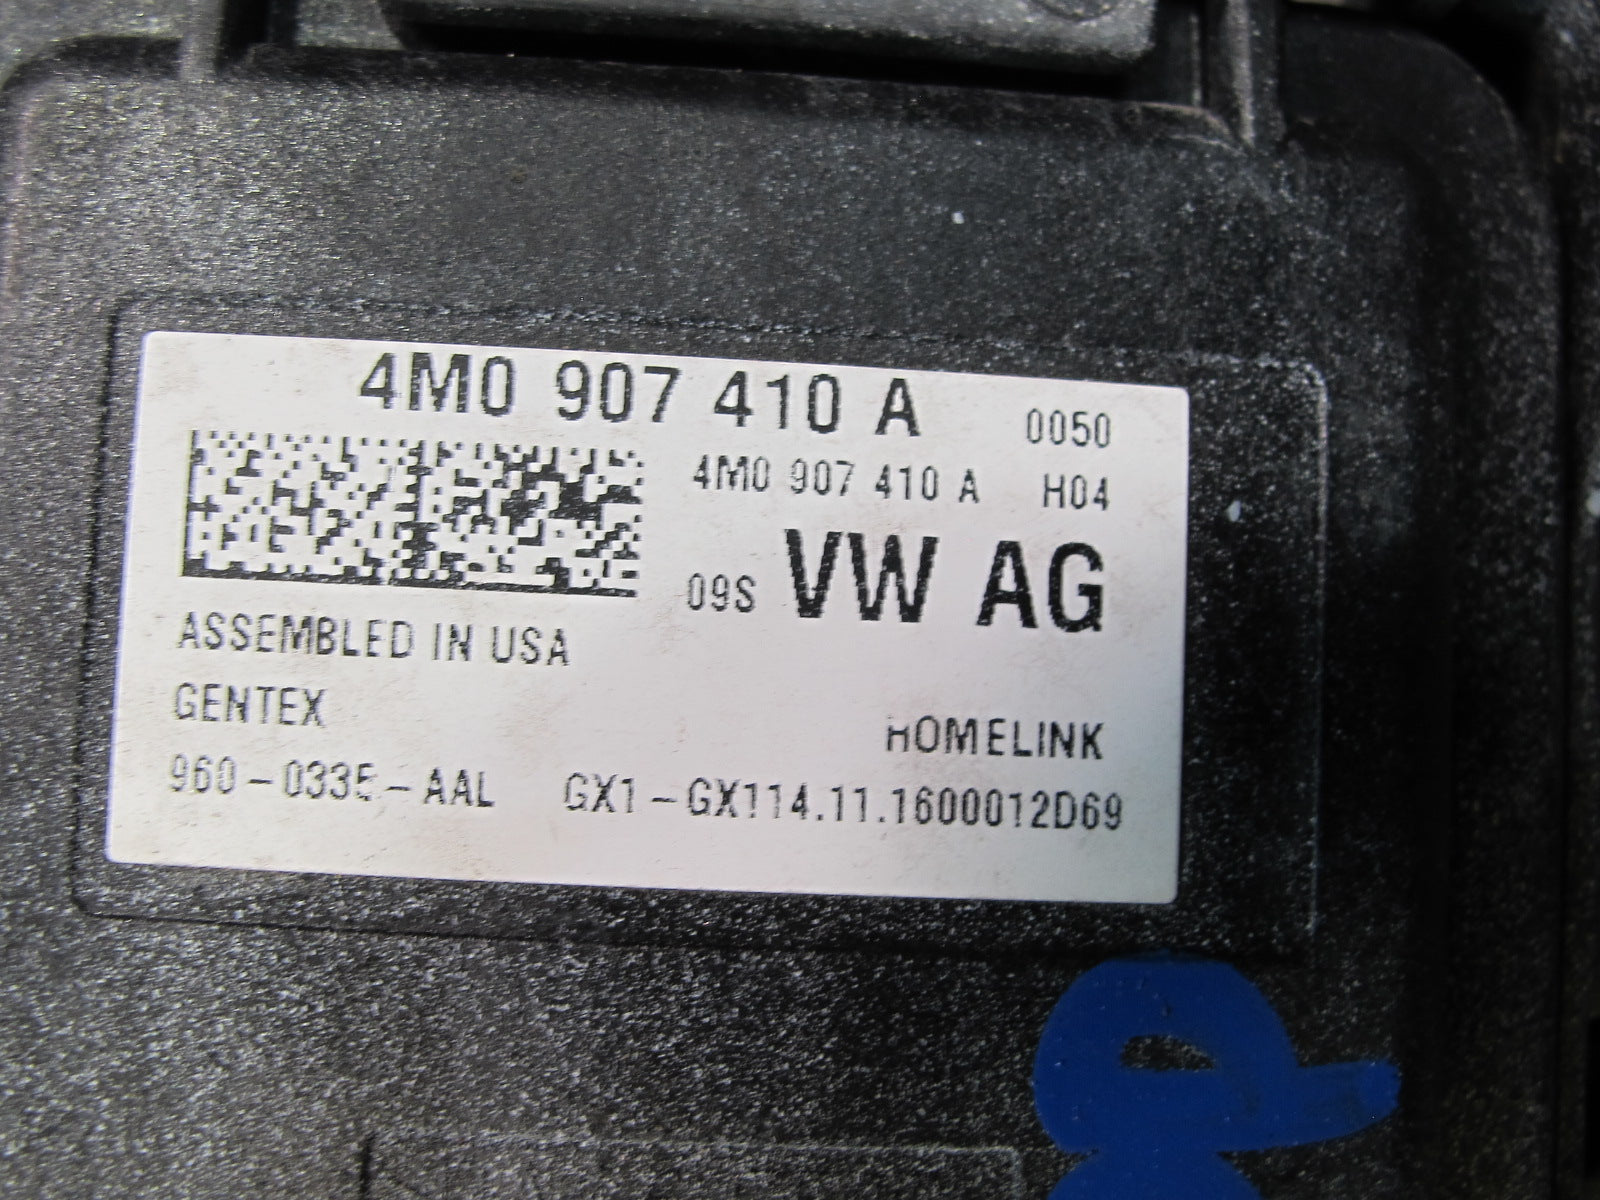 4M0 907 410 A 0050
4M0 907 410 A H04
09S VW AG
ASSEMBLED IN USA
GENTEX
HOMELINK
960-0335-AAL GX1-GX114.11.1600012D69